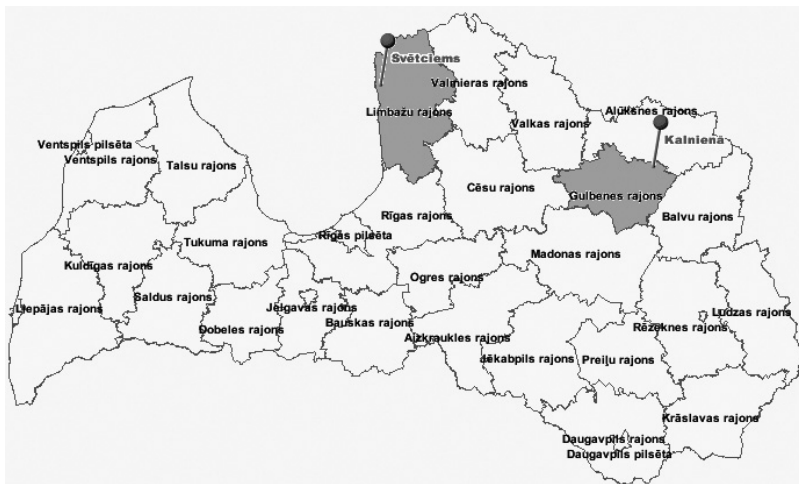 Svētciems
Valmieras rajons
Limbažu rajons
Alūksnes rajons
Valkas rajons
Kalnienā
Ventspils pilsēta
Ventspils rajons
Talsu rajons
Cēsu rajons
Gulbenes rajons
Rīgas rajons
Balvu rajons
Rīgas pilsēta
Tukuma rajons
Madonas rajons
Kuldīgas rajons
Ogres rajons
Saldus rajons
Liepājas rajons
Jelgavas rajons
Ludzas rajons
Bauskas rajons
Rēzeknes rajons
Dobeles rajons
Aizkraukles rajons
Jēkabpils rajons
Preiļu rajons
Krāslavas rajons
Daugavpils rajons
Daugavpils pilsēta